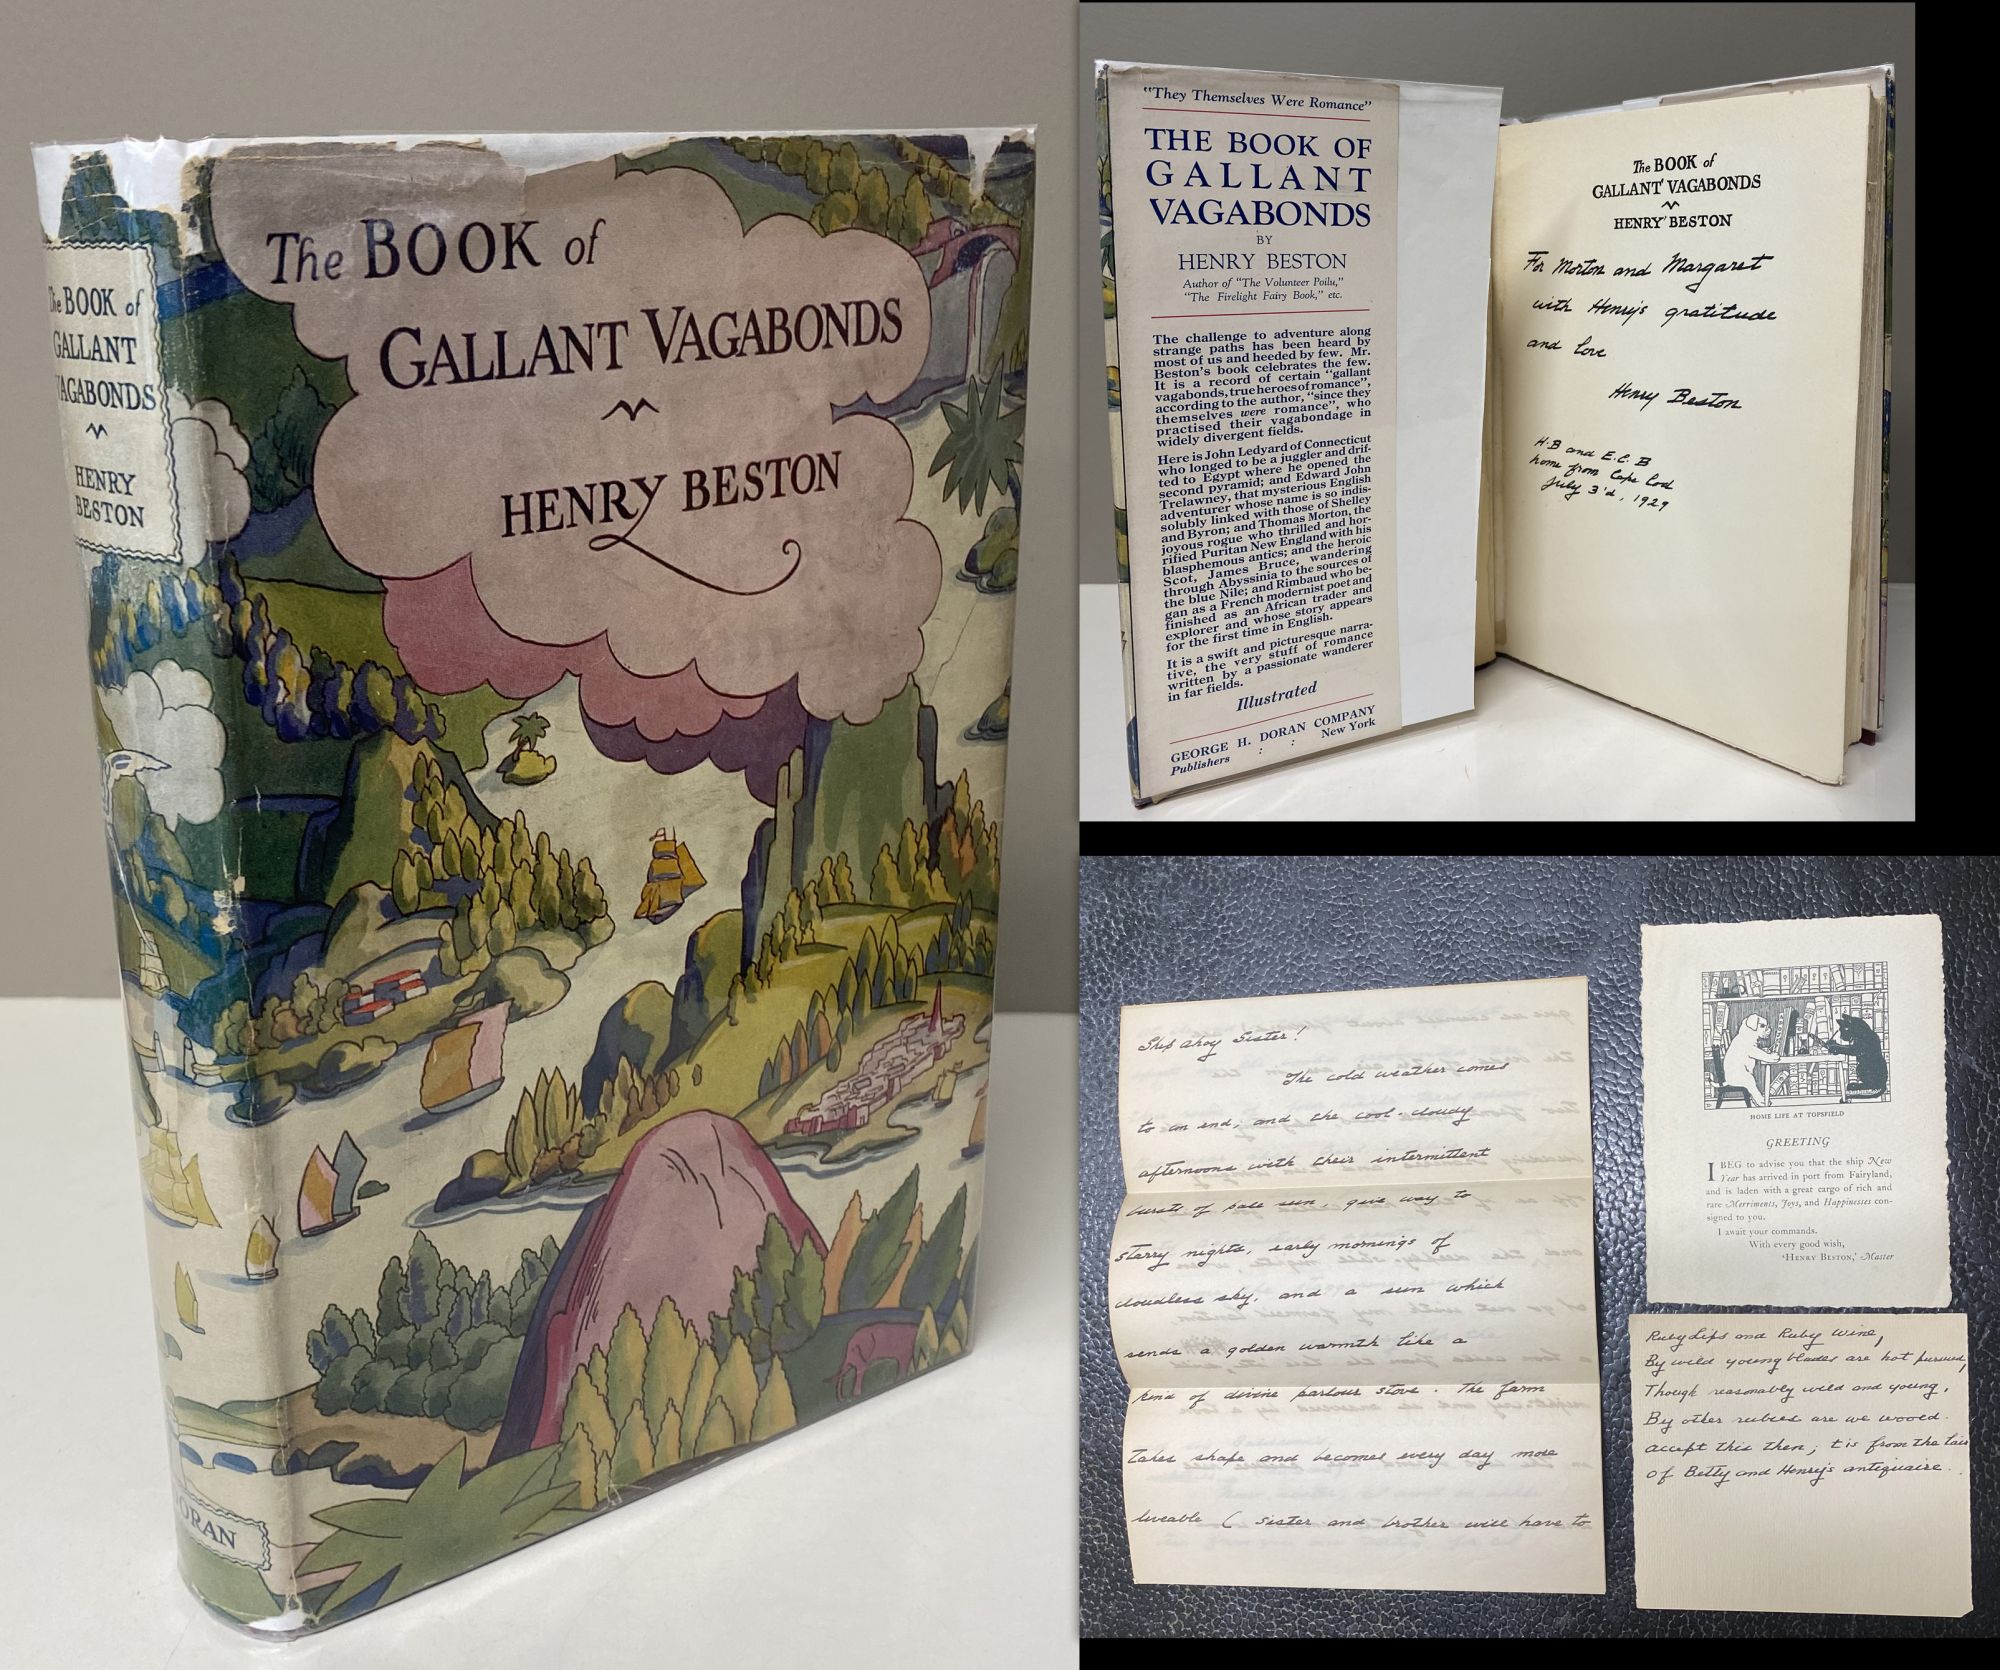 The BOOK of
GALLANT VAGABONDS
HENRY BESTON
The BOOK of
GALLANT
VAGABONDS
HENRY
BESTON
DORAN
"They Themselves Were Romance"
THE BOOK OF
GALLANT
VAGABONDS
BY
HENRY BESTON
Author of "The Volunteer Poilu,"
"The Firelight Fairy Book," etc.
The challenge to adventure along
strange paths has been heard by
most of us and heeded by few. Mr.
Beston's book celebrates the few.
It is a record of certain "gallant
vagabonds, true heroes of romance",
according to the author, "since they
themselves were romance", who
practised their vagabondage in
widely divergent fields.
Here is John Ledyard of Connecticut
who longed to be a juggler and drif-
ted to Egypt where he opened the
second pyramid; and Edward John
Trelawney, that mysterious English
adventurer whose name is so indis-
solubly linked with those of Shelley
and Byron; and Thomas Morton, the
joyous rogue who thrilled and hor-
rified Puritan New England with his
blasphemous antics; and the heroic
Scot, James Bruce, wandering
through Abyssinia to the sources of
the blue Nile; and Rimbaud who be-
gan as a French modernist poet and
finished as an African trader and
explorer and whose story appears
for the first time in English.
It is a swift and picturesque narra-
tive, the very stuff of romance
written by a passionate wanderer
in far fields.
Illustrated
GEORGE H. DORAN COMPANY
Publishers : : New York
The BOOK of
GALLANT VAGABONDS
HENRY BESTON
For Morton and Margaret
with Henry's gratitude
and love
Henry Beston
H.B and E.C.B
home from Cape Cod
July 3'd, 1929
Ship ahoy Sister!
The cold weather comes
to an end, and the cool-cloudy
afternoons with their intermittent
bursts of pale sun, give way to
starry nights, early mornings of
cloudless sky, and a sun which
sends a golden warmth like a
kind of divine parlour stove. The farm
takes shape and becomes every day more
liveable ( sister and brother will have to
HOME LIFE AT TOPSFIELD
GREETING
I BEG to advise you that the ship New
Year has arrived in port from Fairyland,
and is laden with a great cargo of rich and
rare Merriments, Joys, and Happinesses con-
signed to you.
I await your commands.
With every good wish,
'HENRY BESTON,' Master
Ruby Lips and Ruby Wine,
By wild young blades are hot pursued,
Though reasonably wild and young,
By other rubies are we wooed.
Accept this then; tis from the
of Betty and Henry's antiquaire.